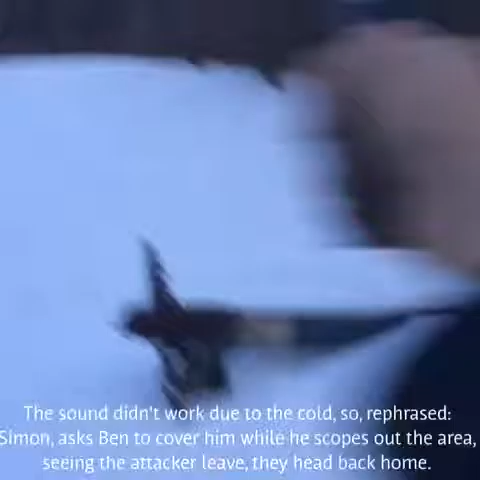 The sound didn't work due to the cold, so, rephrased:
Simon, asks Ben to cover him while he scopes out the area,
seeing the attacker leave, they head back home.